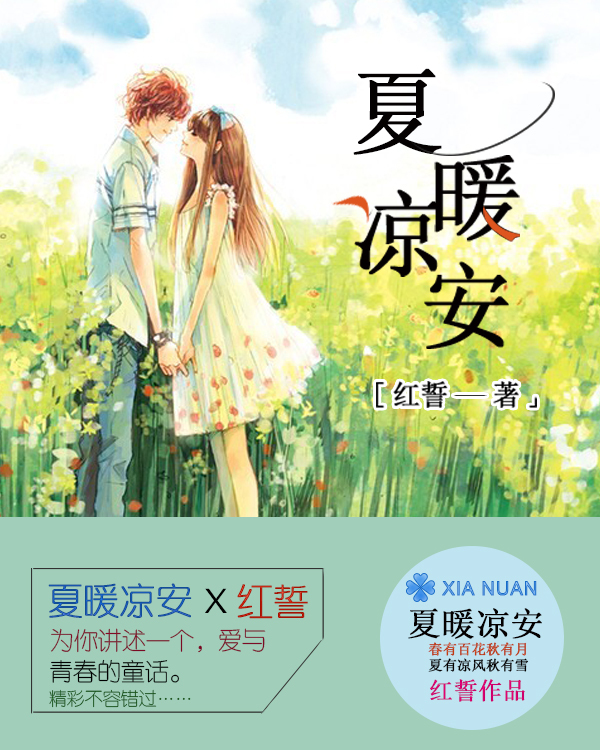 夏暖凉安
[红誓—著」
夏暖凉安 X 红誓
为你讲述一个，爱与
青春的童话。
精彩不容错过……
XIA NUAN
夏暖凉安
春有百花秋有月
夏有凉风秋有雪
红誓作品